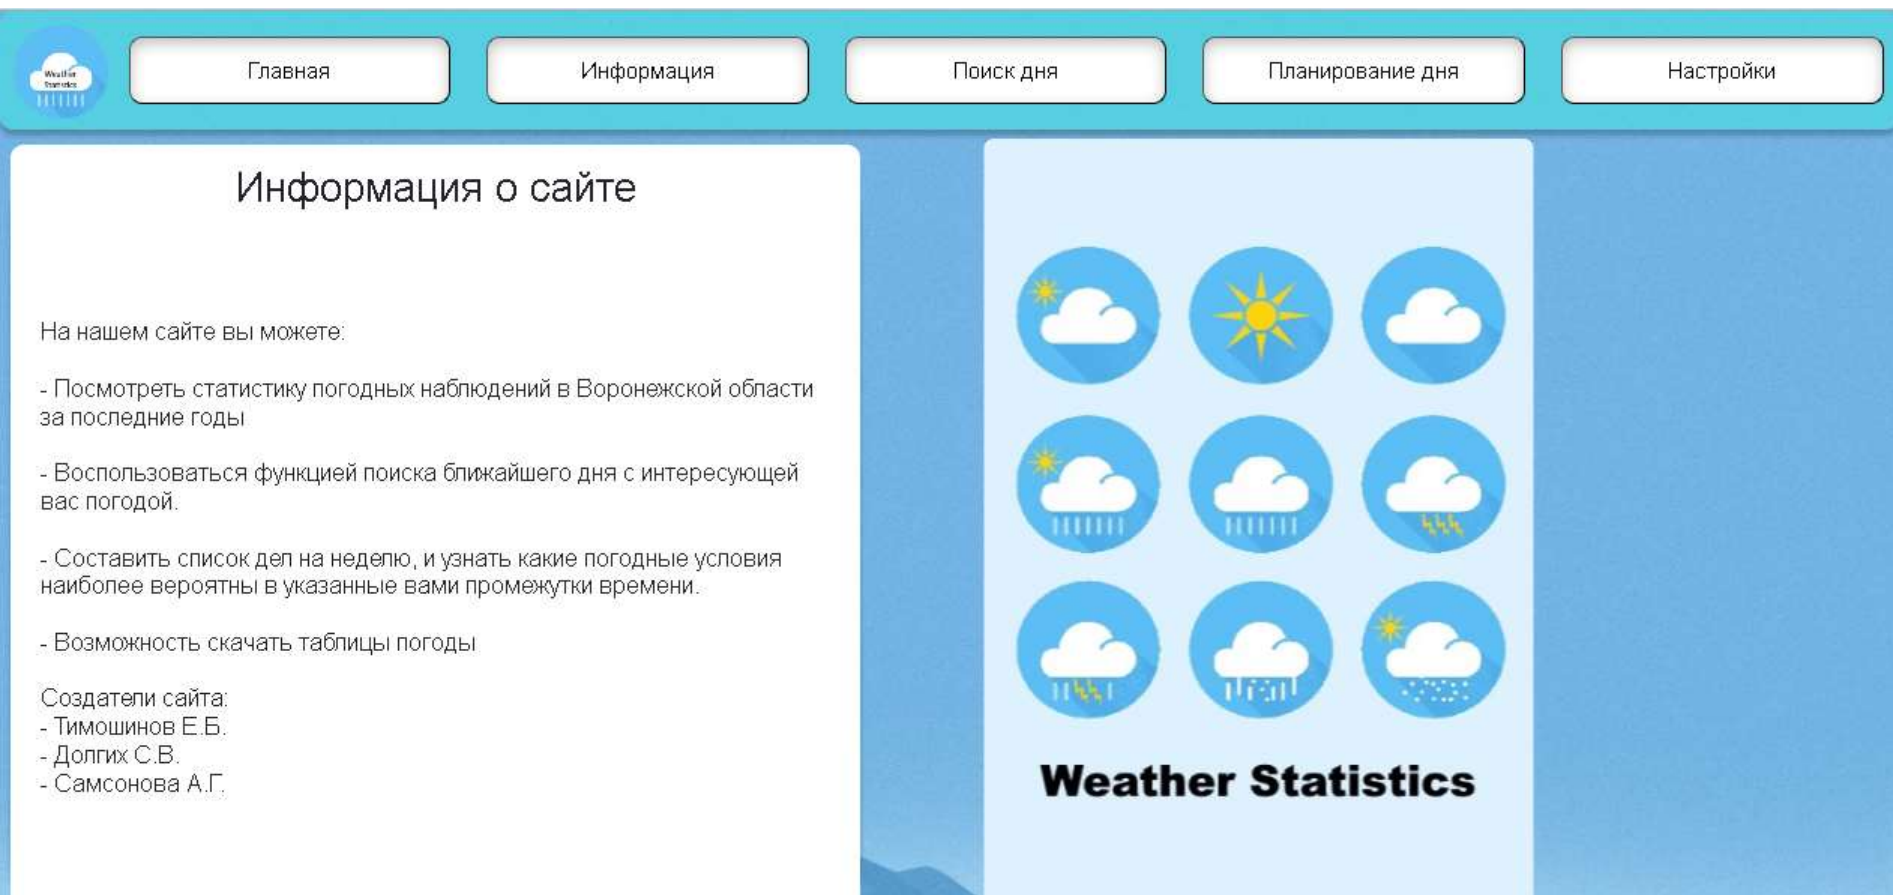 Weather
Statistics
Главная
Информация
Поиск дня
Планирование дня
Настройки
Информация о сайте
На нашем сайте вы можете:
- Посмотреть статистику погодных наблюдений в Воронежской области
за последние годы
- Воспользоваться функцией поиска ближайшего дня с интересующей
вас погодой.
- Составить список дел на неделю, и узнать какие погодные условия
наиболее вероятны в указанные вами промежутки времени.
- Возможность скачать таблицы погоды
Создатели сайта:
- Тимошинов Е.Б.
- Долгих С.В.
- Самсонова А.Г.
Weather Statistics